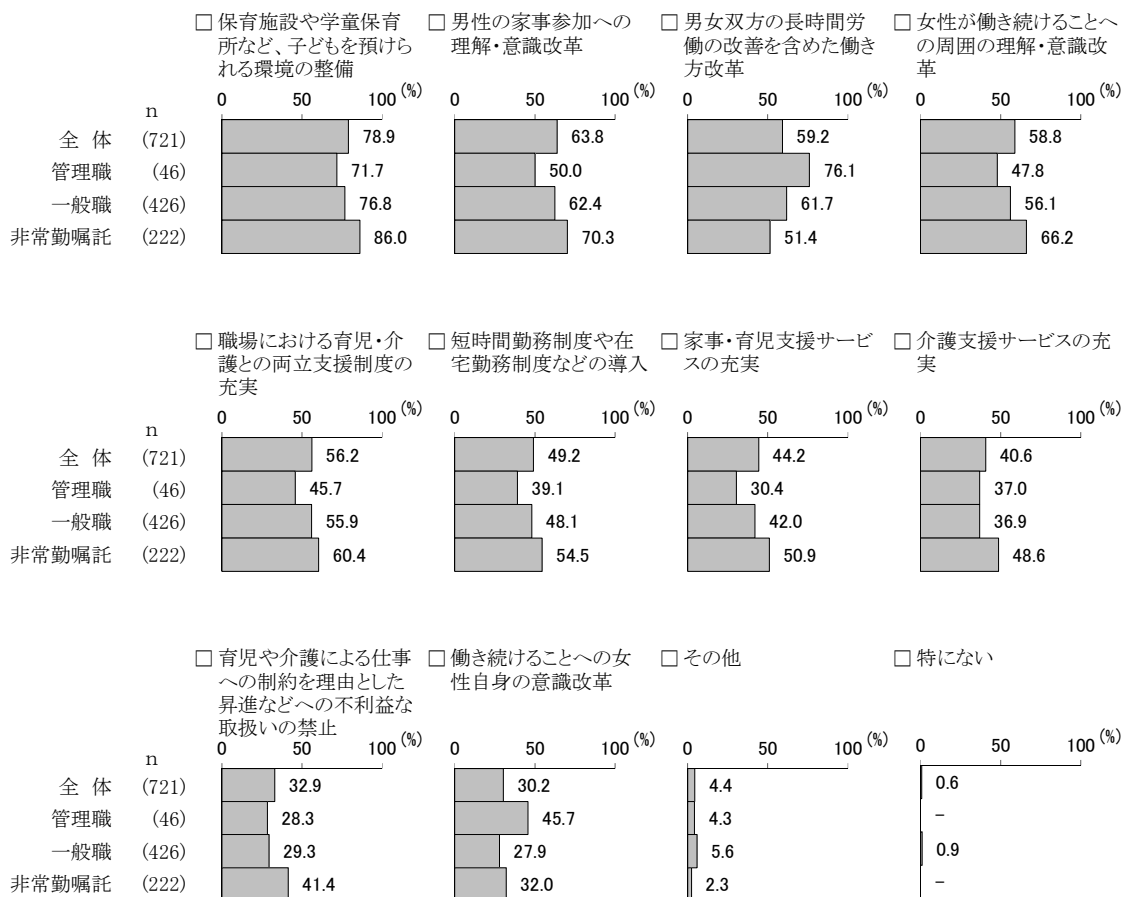 □ 保育施設や学童保育
所など、子どもを預けら
れる環境の整備
□ 男性の家事参加への
理解・意識改革
□ 男女双方の長時間労
働の改善を含めた働き
方改革
□ 女性が働き続けることへ
の周囲の理解・意識改
革
0 50 100 (%) 0 50 100 (%) 0 50 100 (%) 0 50 100 (%)
n
全 体 (721) 78.9 63.8 59.2 58.8
管理職 (46) 71.7 50.0 76.1 47.8
一般職 (426) 76.8 62.4 61.7 56.1
非常勤嘱託 (222) 86.0 70.3 51.4 66.2
□ 職場における育児・介
護との両立支援制度の
充実
□ 短時間勤務制度や在
宅勤務制度などの導入
□ 家事・育児支援サービ
スの充実
□ 介護支援サービスの充
実
0 50 100 (%) 0 50 100 (%) 0 50 100 (%) 0 50 100 (%)
n
全 体 (721) 56.2 49.2 44.2 40.6
管理職 (46) 45.7 39.1 30.4 37.0
一般職 (426) 55.9 48.1 42.0 36.9
非常勤嘱託 (222) 60.4 54.5 50.9 48.6
□ 育児や介護による仕事
への制約を理由とした
昇進などへの不利益な
取扱いの禁止
□ 働き続けることへの女
性自身の意識改革
□ その他
□ 特にない
0 50 100 (%) 0 50 100 (%) 0 50 100 (%) 0 50 100 (%)
n
全 体 (721) 32.9 30.2 4.4 0.6
管理職 (46) 28.3 45.7 4.3 −
一般職 (426) 29.3 27.9 5.6 0.9
非常勤嘱託 (222) 41.4 32.0 2.3 −